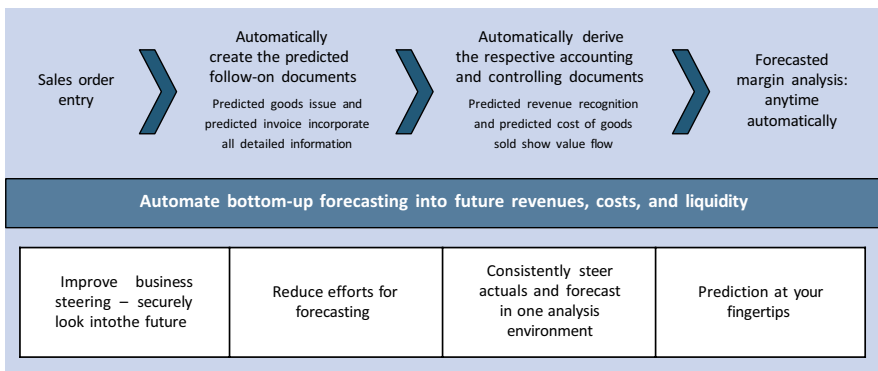 Sales order
entry
Automatically
create the predicted
follow-on documents
Predicted goods issue and
predicted invoice incorporate
all detailed information
Automatically derive
the respective accounting
and controlling documents
Predicted revenue recognition
and predicted cost of goods
sold show value flow
Forecasted
margin analysis:
anytime
automatically
Automate bottom-up forecasting into future revenues, costs, and liquidity
Improve business
steering – securely
look intothe future
Reduce efforts for
forecasting
Consistently steer
actuals and forecast
in one analysis
environment
Prediction at your
fingertips